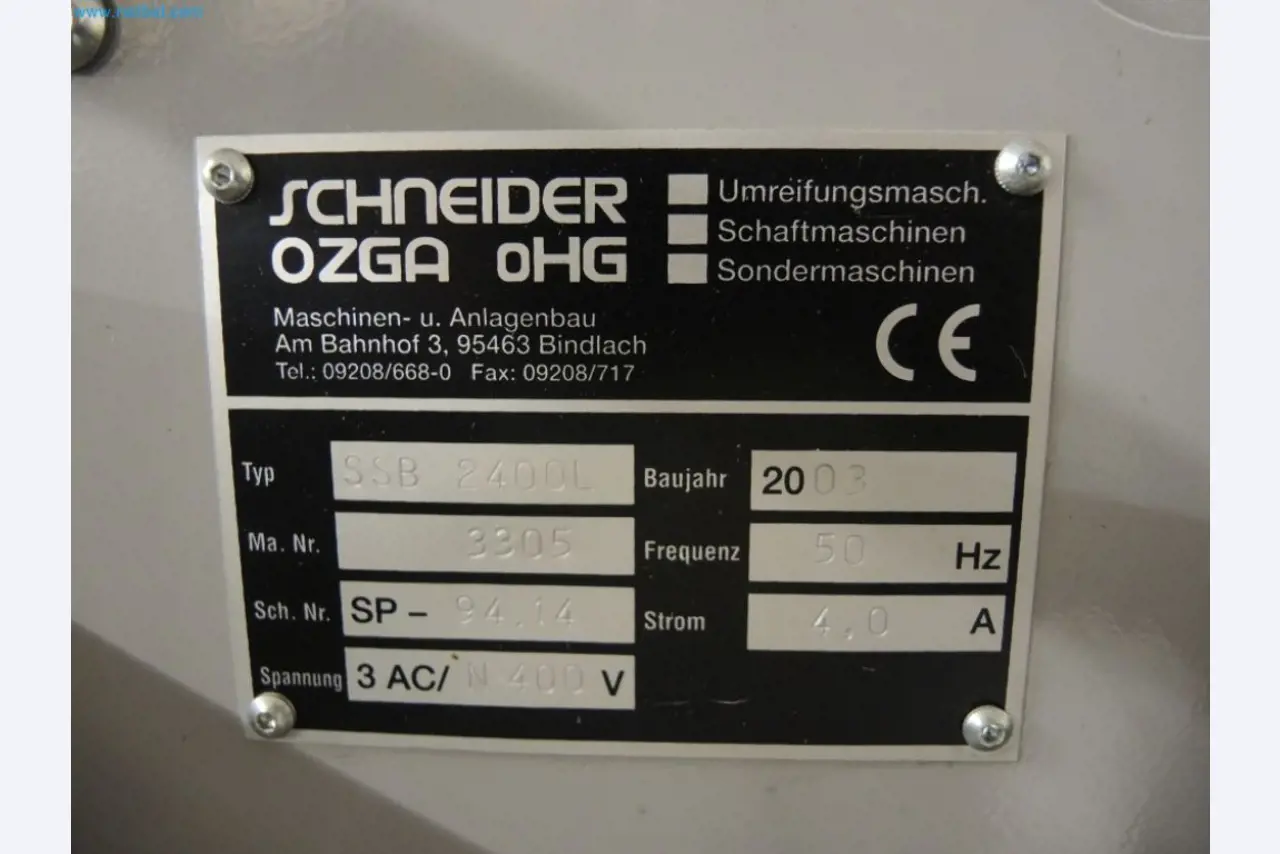 SCHNEIDER
OZGA oHG
Maschinen- u. Anlagenbau
Am Bahnhof 3, 95463 Bindlach
Tel.: 09208/668-0 Fax: 09208/717
Umreifungsmasch.
Schaftmaschinen
Sondermaschinen
CE
Typ SSB 2400L
Ma. Nr. 3305
Sch. Nr. SP- 94.14
Spannung 3 AC/ N 400 V
Baujahr 2003
Frequenz 50 Hz
Strom 4,0 A